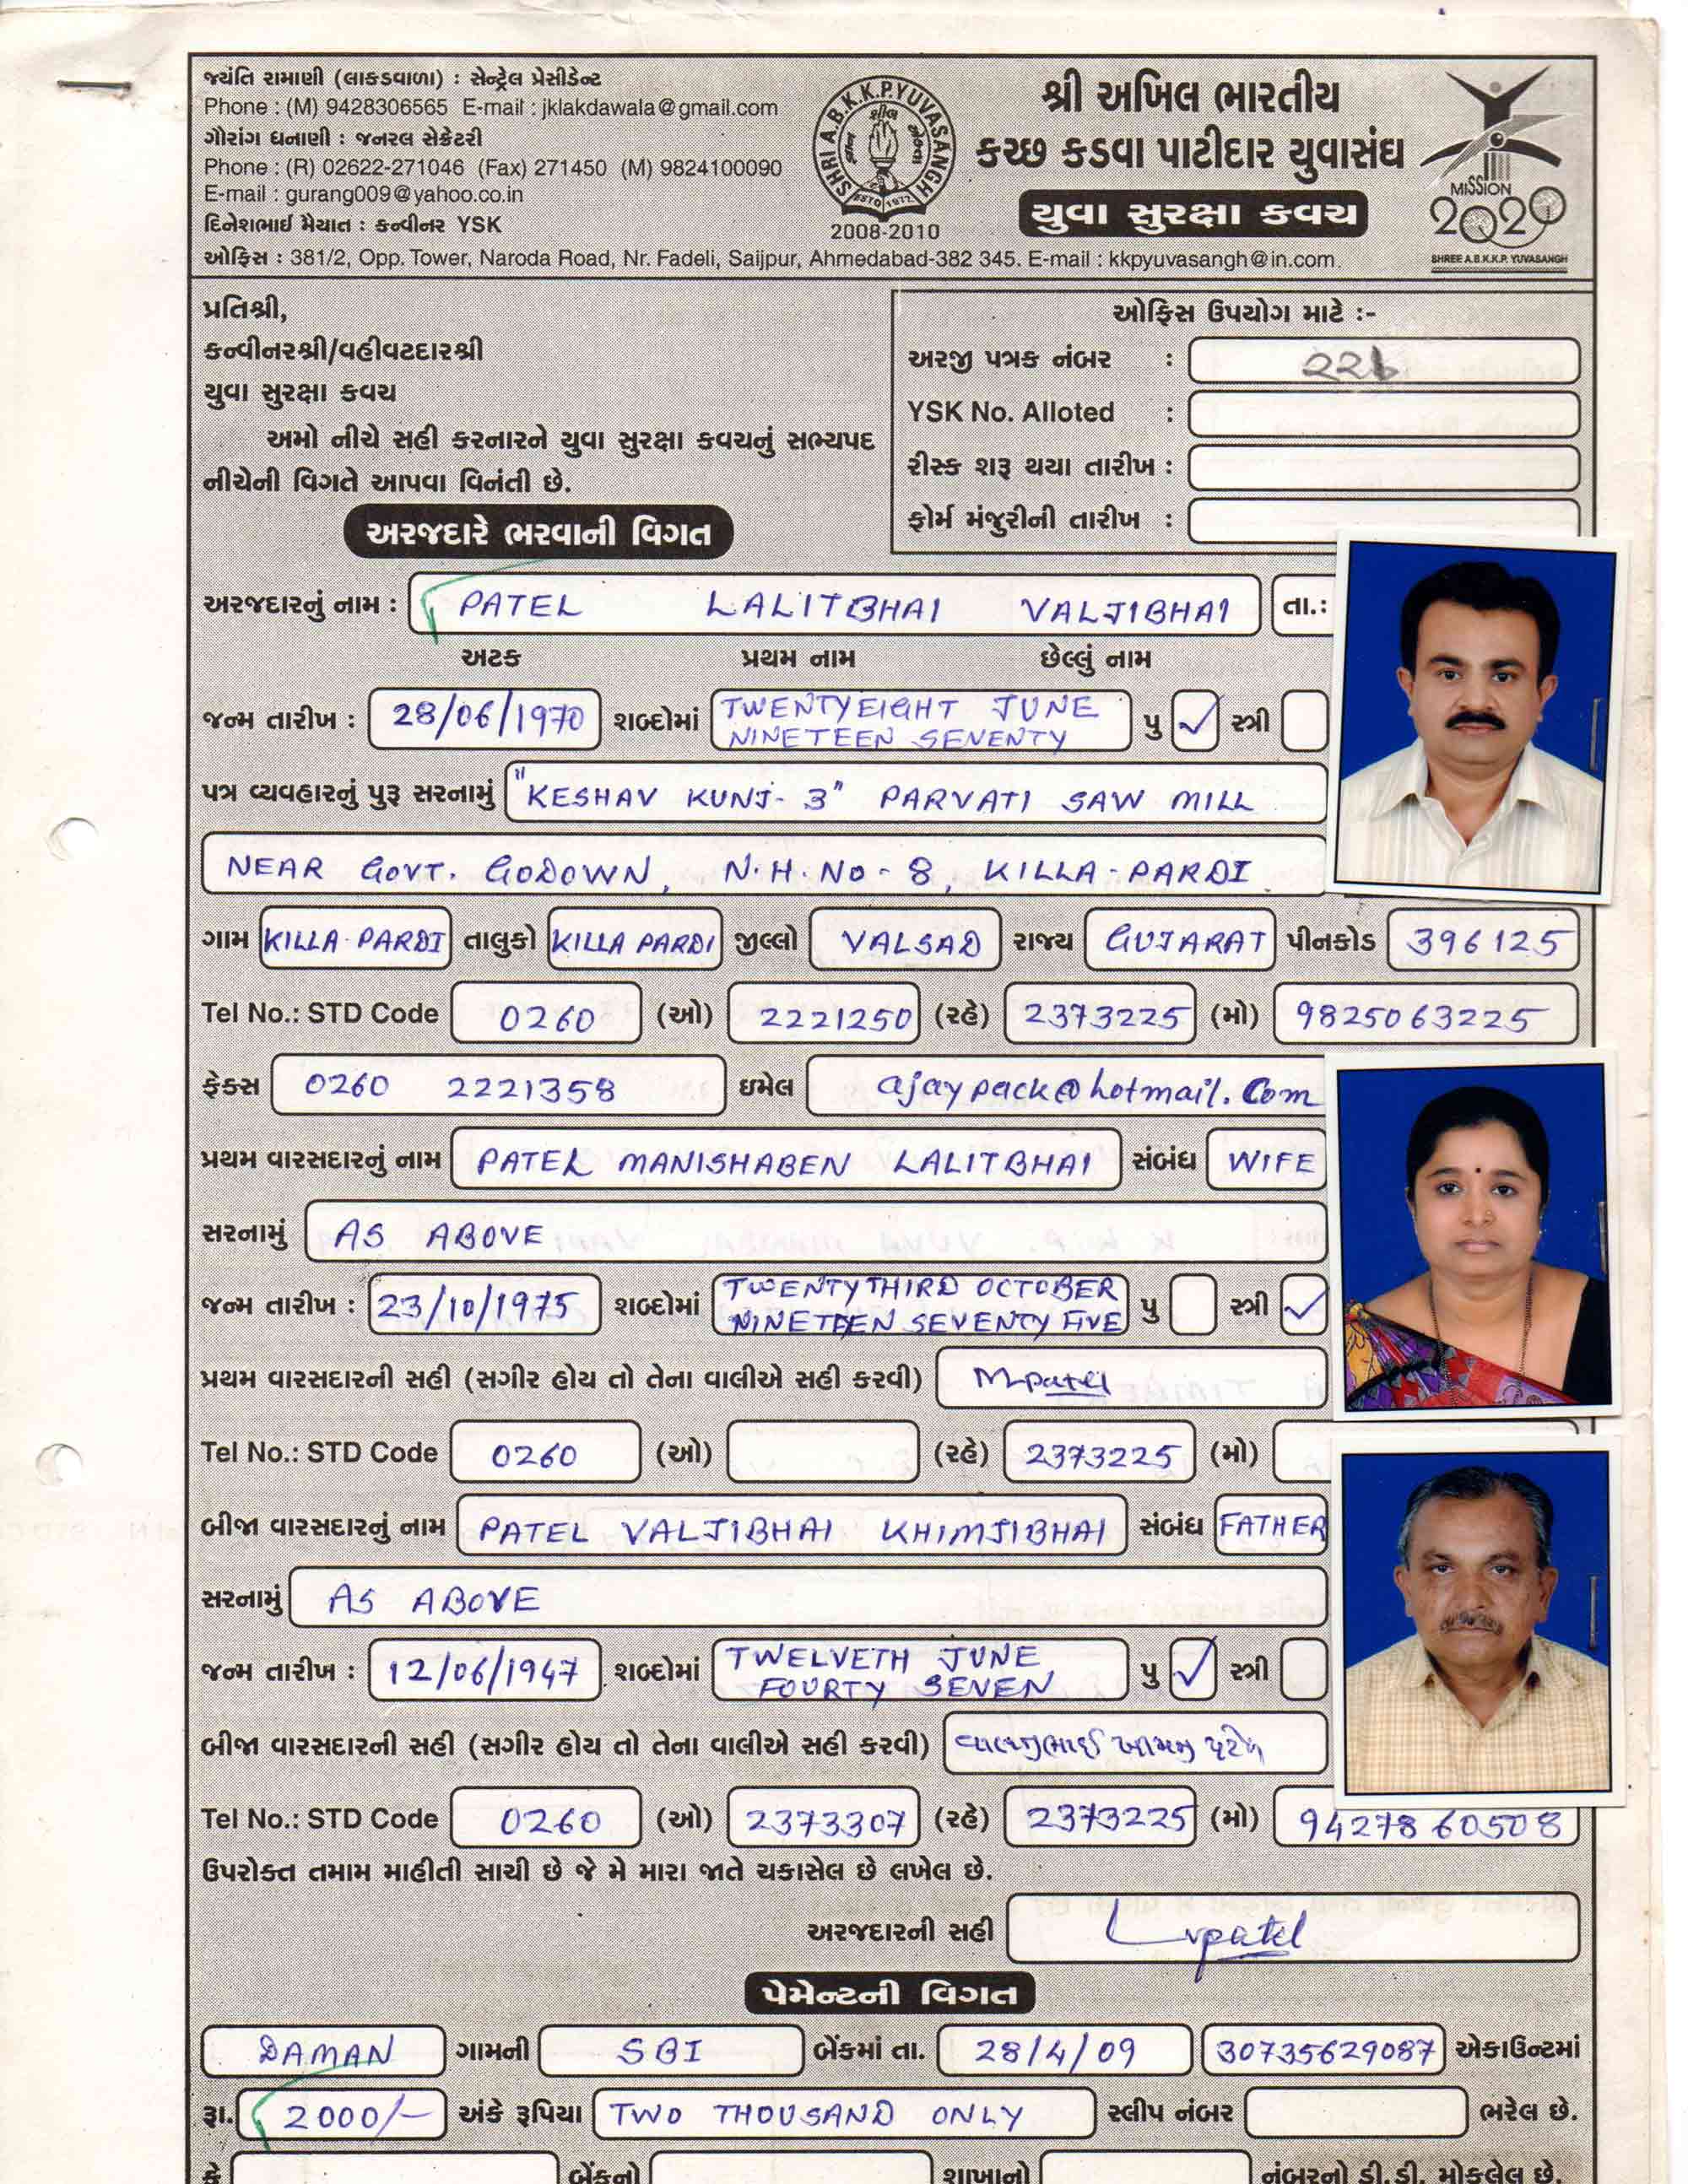 જયંતિ રામાણી (લાકડાવાળા) : સેન્ટ્રેલ પ્રેસીડેન્ટ
Phone : (M) 9428306565 E-mail : jklakdawala@gmail.com
ગૌરાંગ ધનાણી : જનરલ સેક્રેટરી
Phone : (R) 02622-271046 (Fax) 271450 (M) 9824100090
E-mail : gurang009@yahoo.co.in
દિનેશભાઈ મૈયાત : કન્વીનર YSK
SHRI A.B.K.K.P.YUVASANGH
ESTD 1977
2008-2010
શ્રી અખિલ ભારતીય
કચ્છ કડવા પાટીદાર યુવાસંઘ
યુવા સુરક્ષા કવચ
MISSION
2020
SHREE A.B.K.K.P. YUVASANGH
ઓફિસ : 381/2, Opp. Tower, Naroda Road, Nr. Fadeli, Saijpur, Ahmedabad-382 345. E-mail : kkpyuvasangh@in.com.
પ્રતિશ્રી,
કન્વીનરશ્રી/વહીવટદારશ્રી
યુવા સુરક્ષા કવચ
અમો નીચે સહી કરનારને યુવા સુરક્ષા કવચનું સભ્યપદ
નીચેની વિગતે આપવા વિનંતી છે.
ઓફિસ ઉપયોગ માટે :-
અરજી પત્રક નંબર :
YSK No. Alloted :
રીસ્ક શરૂ થયા તારીખ :
ફોર્મ મંજુરીની તારીખ :
અરજદારે ભરવાની વિગત
અરજદારનું નામ : PATEL LALITBHAI VALJIBHAI તા.:
અટક પ્રથમ નામ છેલ્લું નામ
જન્મ તારીખ : 28/06/1970 શબ્દોમાં TWENTYEIGHT JUNE NINETEEN SEVENTY પુ ✓ સ્ત્રી
પત્ર વ્યવહારનું પુરૂ સરનામું "KESHAV KUNJ-3" PARVATI SAW MILL
NEAR GOVT. GODOWN, N.H. NO-8, KILLA-PARDI.
ગામ KILLA-PARDI તાલુકો KILLA PARDI જીલ્લો VALSAD રાજ્ય GUJARAT પીનકોડ 396125
Tel No.: STD Code 0260 (ઓ) 2221250 (રહે) 2373225 (મો) 9825063225
ફેક્સ 0260 2221358 ઇમેલ ajaypack@hotmail.com
પ્રથમ વારસદારનું નામ PATEL MANISHABEN LALITBHAI સંબંધ WIFE
સરનામું AS ABOVE
જન્મ તારીખ : 23/10/1975 શબ્દોમાં TWENTYTHIRD OCTOBER NINETEEN SEVENTY FIVE પુ સ્ત્રી ✓
પ્રથમ વારસદારની સહી (સગીર હોય તો તેના વાલીએ સહી કરવી) Mpatel
Tel No.: STD Code 0260 (ઓ) (રહે) 2373225 (મો)
બીજા વારસદારનું નામ PATEL VALJIBHAI KHIMJIBHAI સંબંધ FATHER
સરનામું AS ABOVE
જન્મ તારીખ : 12/06/1947 શબ્દોમાં TWELVETH JUNE FOURTY SEVEN પુ ✓ સ્ત્રી
બીજા વારસદારની સહી (સગીર હોય તો તેના વાલીએ સહી કરવી)
Tel No.: STD Code 0260 (ઓ) 2373307 (રહે) 2373225 (મો) 9427860508
ઉપરોક્ત તમામ માહીતી સાચી છે જે મે મારા જાતે ચકાસેલ છે લખેલ છે.
અરજદારની સહી Lvpatel
પેમેન્ટની વિગત
DAMAN ગામની SBI બેંકમાં તા. 28/4/09 30735629087 એકાઉન્ટમાં
રૂા. 2000/- અંકે રૂપિયા TWO THOUSAND ONLY સ્લીપ નંબર ભરેલ છે.
કે બેંકનો શાખાનો નંબરનો ડી.ડી. મોકલેલ છે.